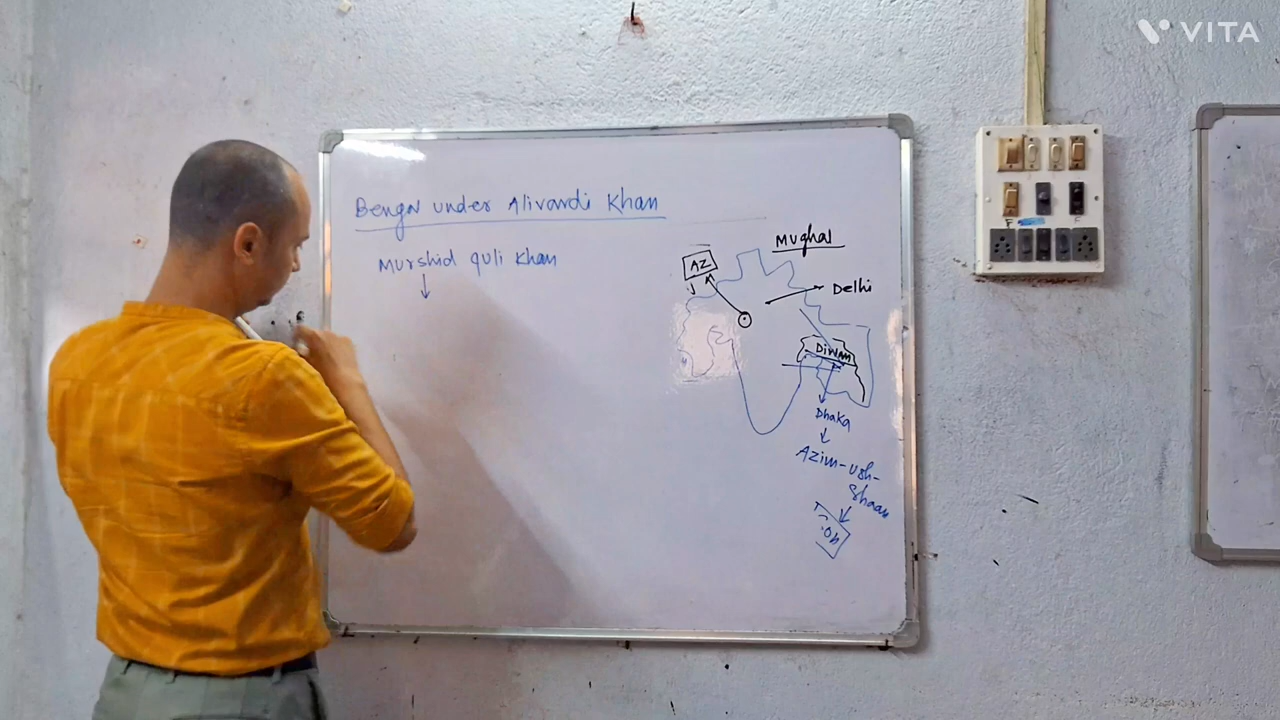 VITA
Bengal under Alivardi Khan
Murshid Quli Khan
Mughal
AZ
Delhi
DiWAN
Dhaka
Azim-ush-
Shaan
F
F